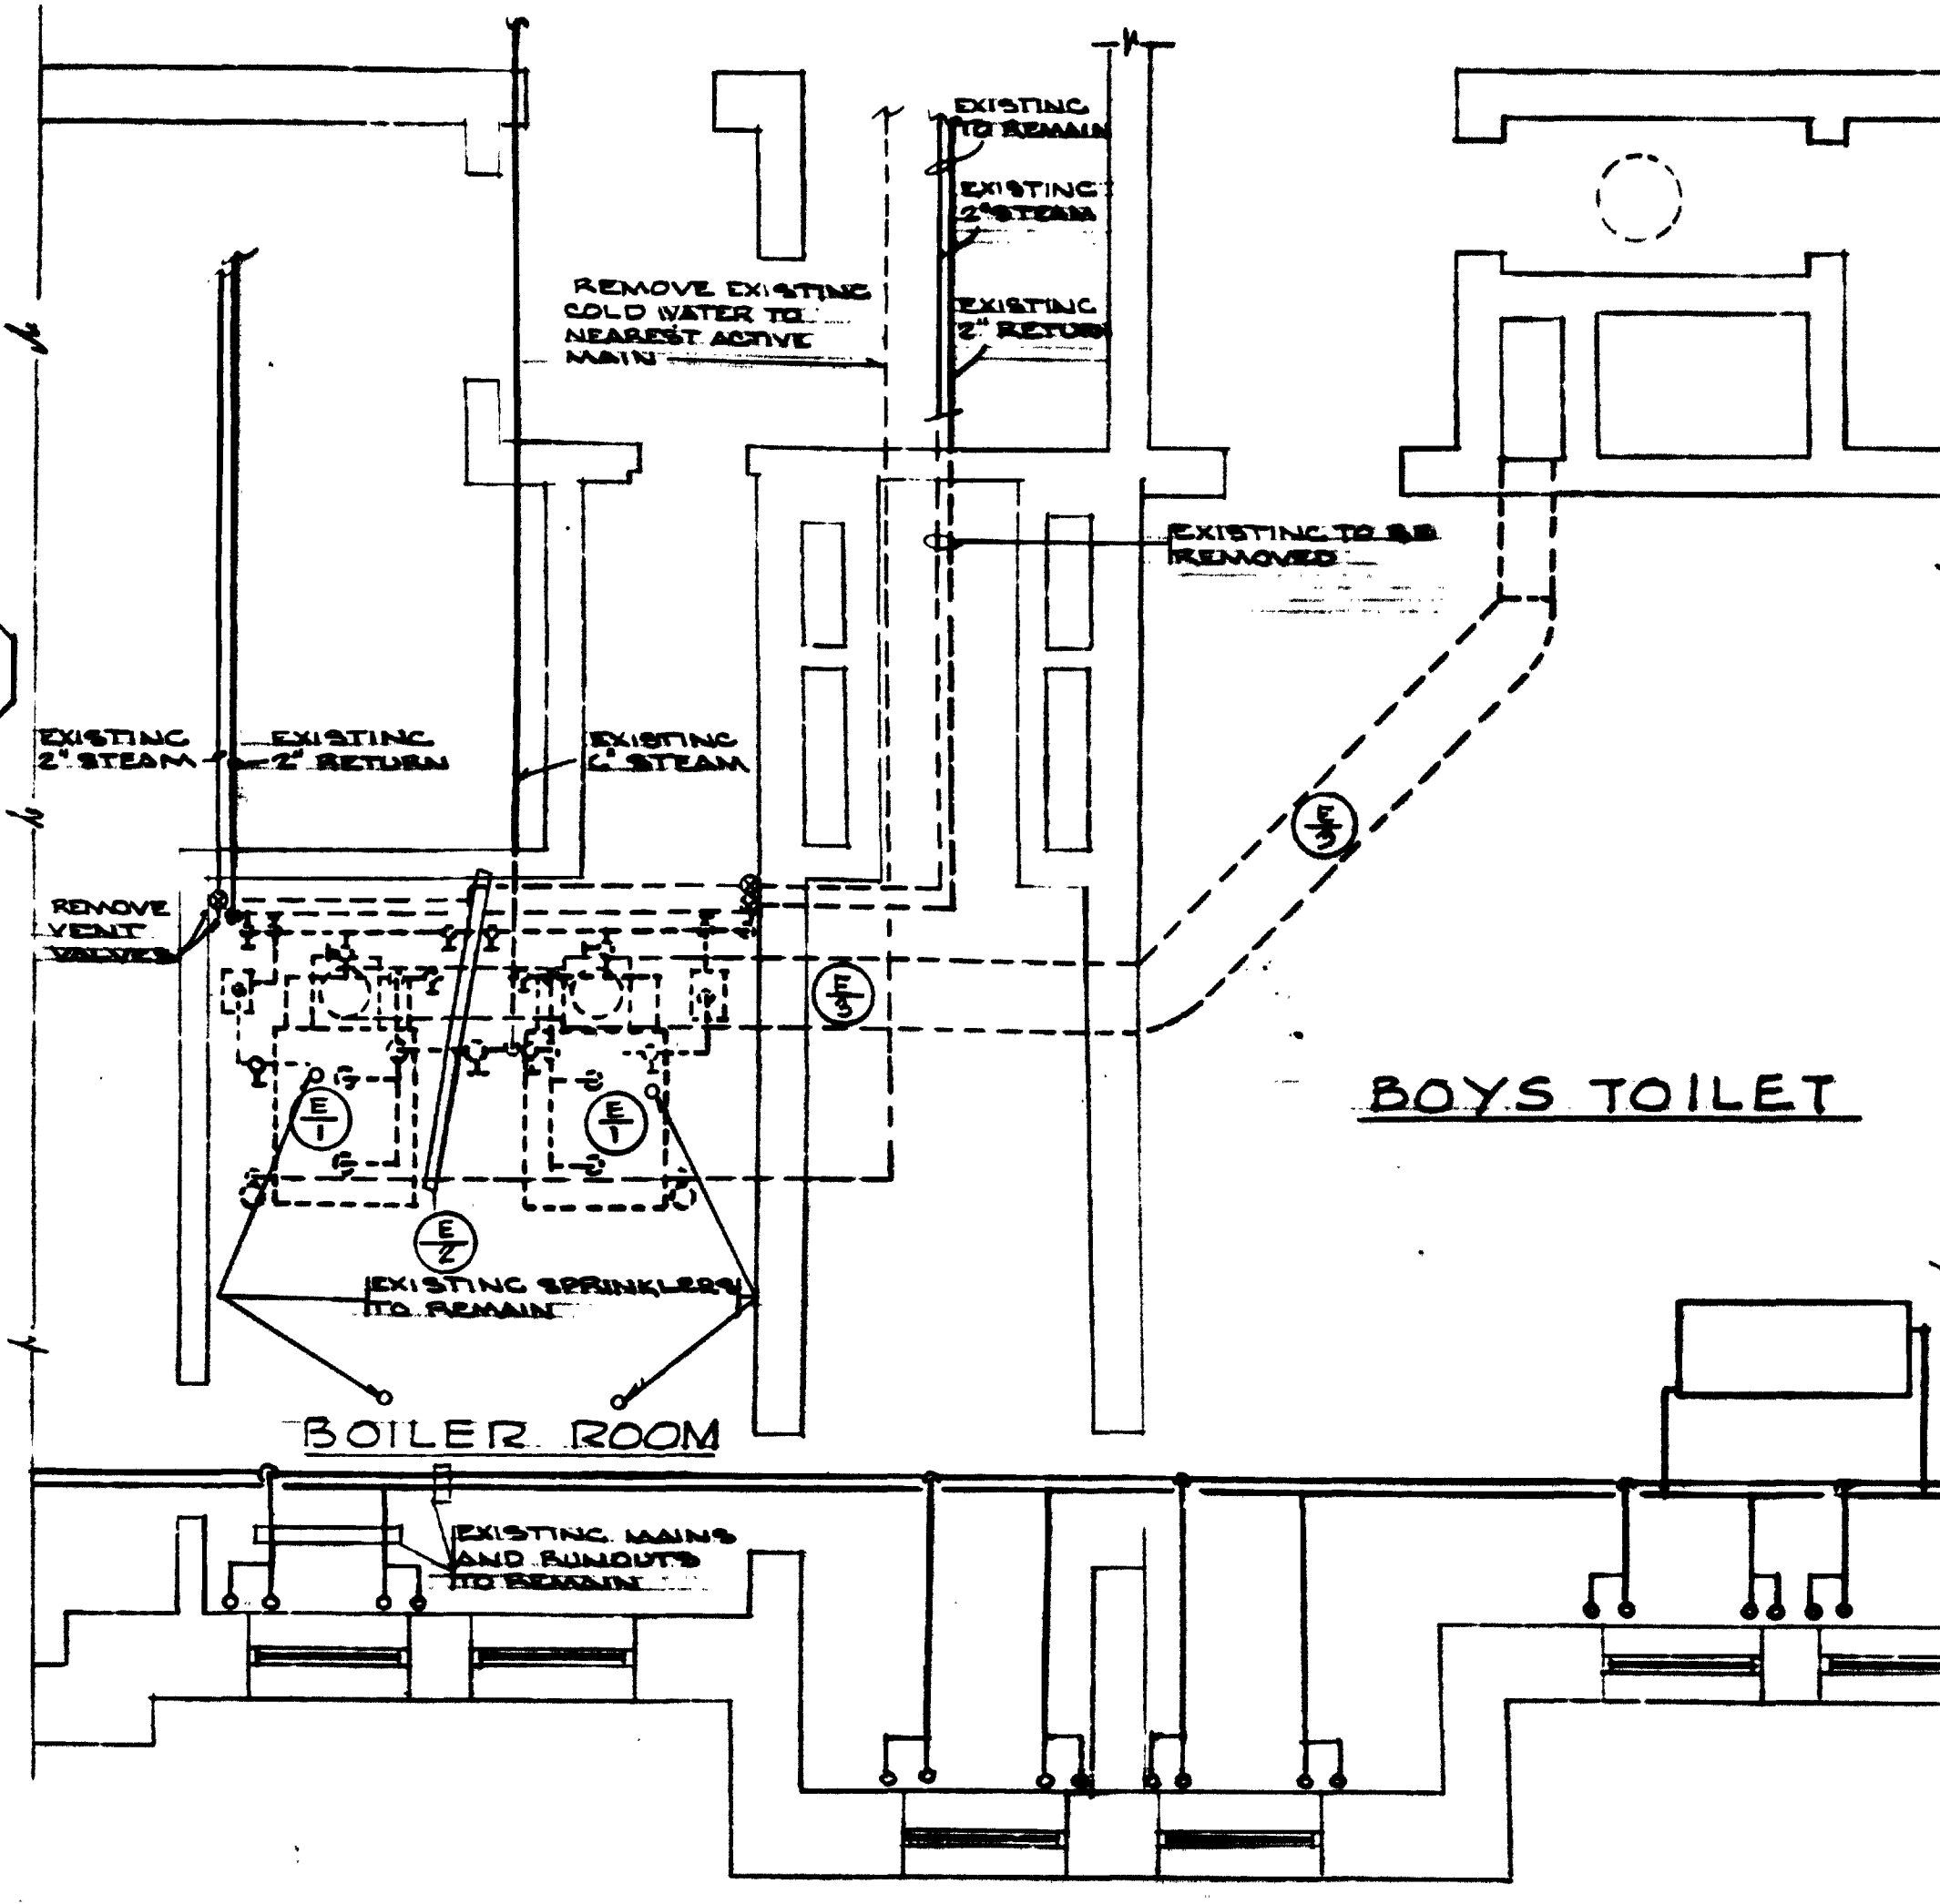 EXISTING
TO REMAIN
EXISTING
2" STEAM
REMOVE EXISTING
COLD WATER TO
NEAREST ACTIVE
MAIN
EXISTING
2" RETURN
EXISTING TO BE
REMOVED
EXISTING
2" STEAM
EXISTING
2" RETURN
EXISTING
6" STEAM
E
3
REMOVE
VENT
VALVES
E
3
E
1
E
1
BOYS TOILET
E
2
EXISTING SPRINKLERS
TO REMAIN
BOILER ROOM
EXISTING MAINS
AND RUNOUTS
TO REMAIN